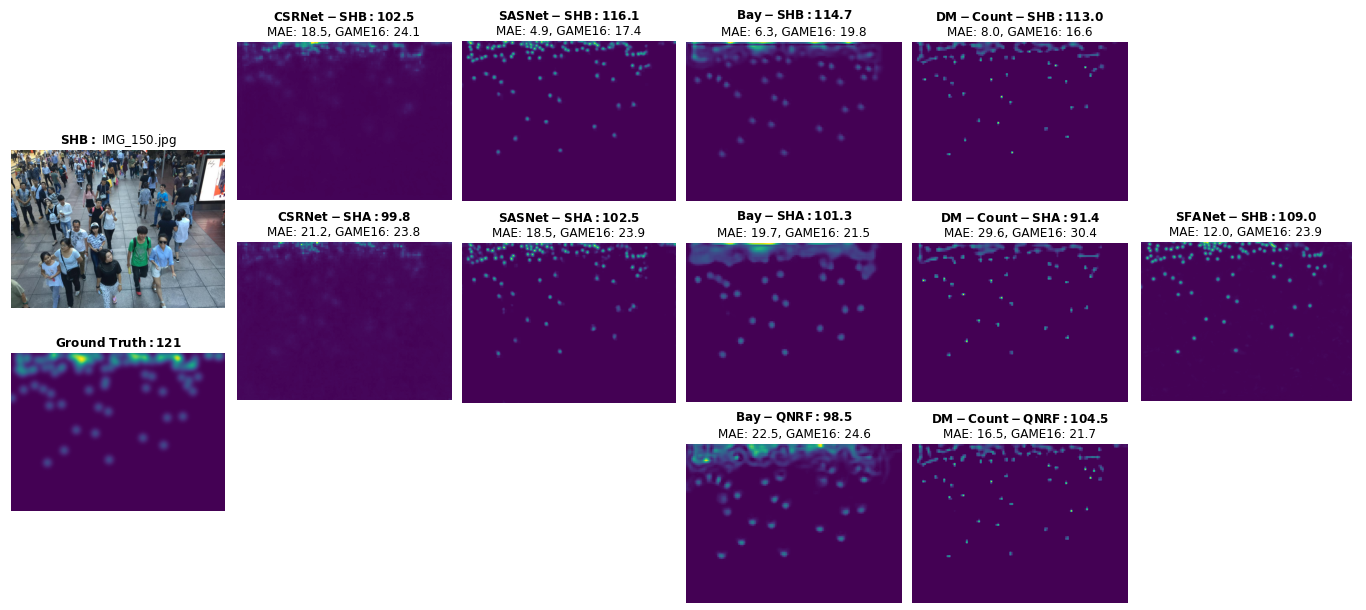 CSRNet – SHB : 102.5
MAE: 18.5, GAME16: 24.1
SASNet – SHB : 116.1
MAE: 4.9, GAME16: 17.4
Bay – SHB : 114.7
MAE: 6.3, GAME16: 19.8
DM – Count – SHB : 113.0
MAE: 8.0, GAME16: 16.6
SHB : IMG_150.jpg
CSRNet – SHA : 99.8
MAE: 21.2, GAME16: 23.8
SASNet – SHA : 102.5
MAE: 18.5, GAME16: 23.9
Bay – SHA : 101.3
MAE: 19.7, GAME16: 21.5
DM – Count – SHA : 91.4
MAE: 29.6, GAME16: 30.4
SFANet – SHB : 109.0
MAE: 12.0, GAME16: 23.9
Ground Truth : 121
Bay – QNRF : 98.5
MAE: 22.5, GAME16: 24.6
DM – Count – QNRF : 104.5
MAE: 16.5, GAME16: 21.7